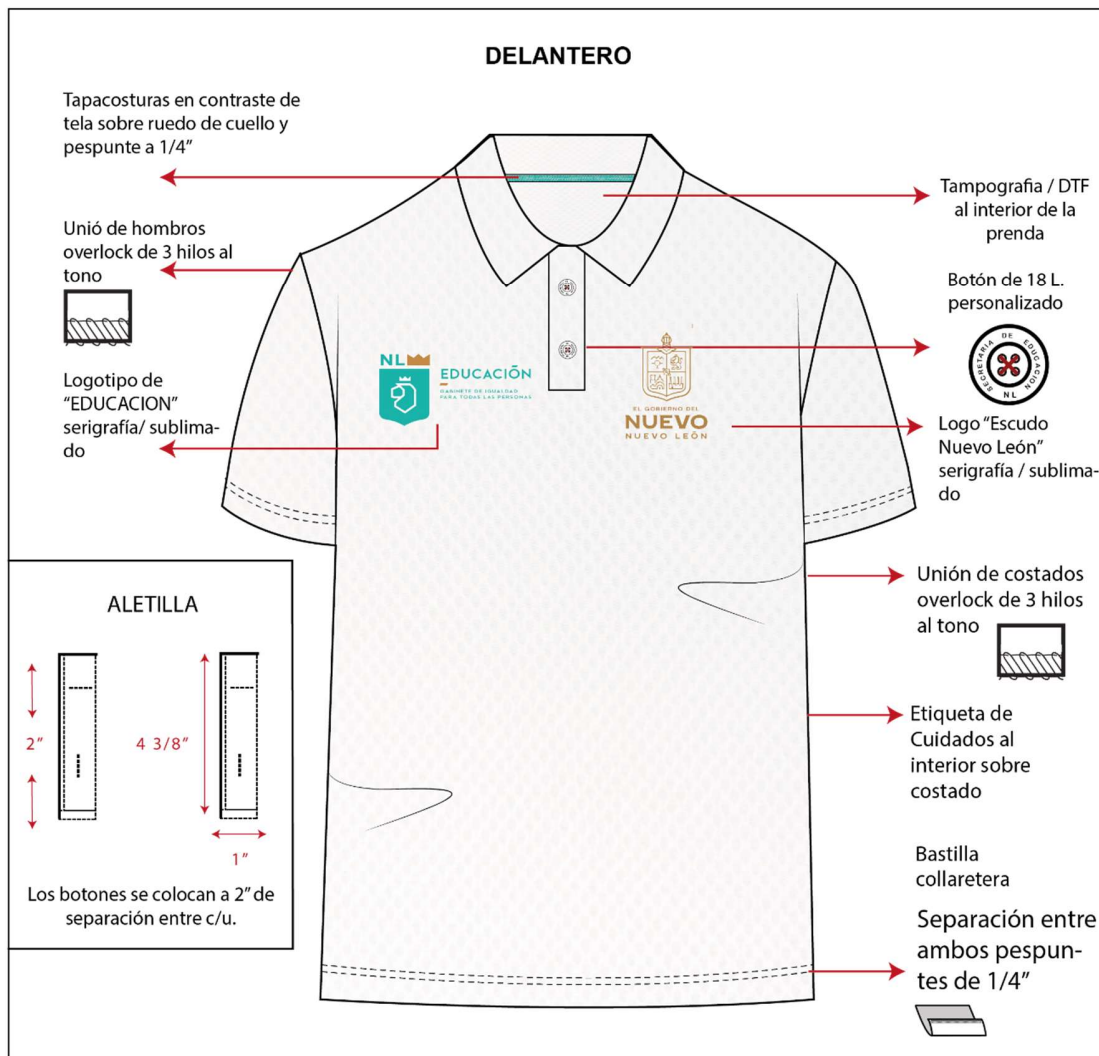 DELANTERO
Tapacosturas en contraste de
tela sobre ruedo de cuello y
pespunte a 1/4”
Unió de hombros
overlock de 3 hilos al
tono
Logotipo de
“EDUCACION”
serigrafía/ sublima-
do
NL
EDUCACIÓN
GABINETE DE IGUALDAD
PARA TODAS LAS PERSONAS
EL GOBIERNO DEL
NUEVO
NUEVO LEÓN
Tampografia / DTF
al interior de la
prenda
Botón de 18 L.
personalizado
SECRETARIA DE EDUCACION
NL
Logo “Escudo
Nuevo León”
serigrafía / sublima-
do
Unión de costados
overlock de 3 hilos
al tono
Etiqueta de
Cuidados al
interior sobre
costado
Bastilla
collaretera
Separación entre
ambos pespun-
tes de 1/4”
ALETILLA
2”
4 3/8”
1”
Los botones se colocan a 2” de
separación entre c/u.